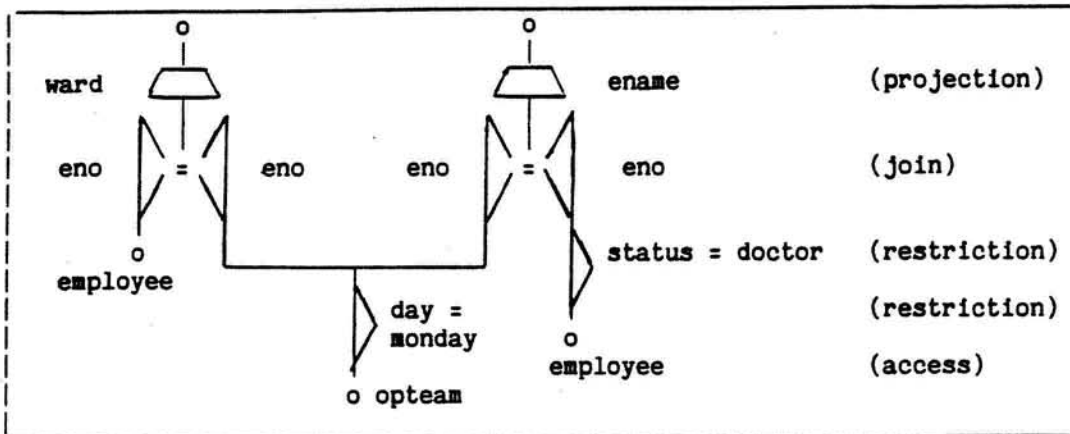 o o
ward ename (projection)
eno = eno eno = eno (join)
o status = doctor (restriction)
employee
day = (restriction)
monday
o
employee (access)
o opteam